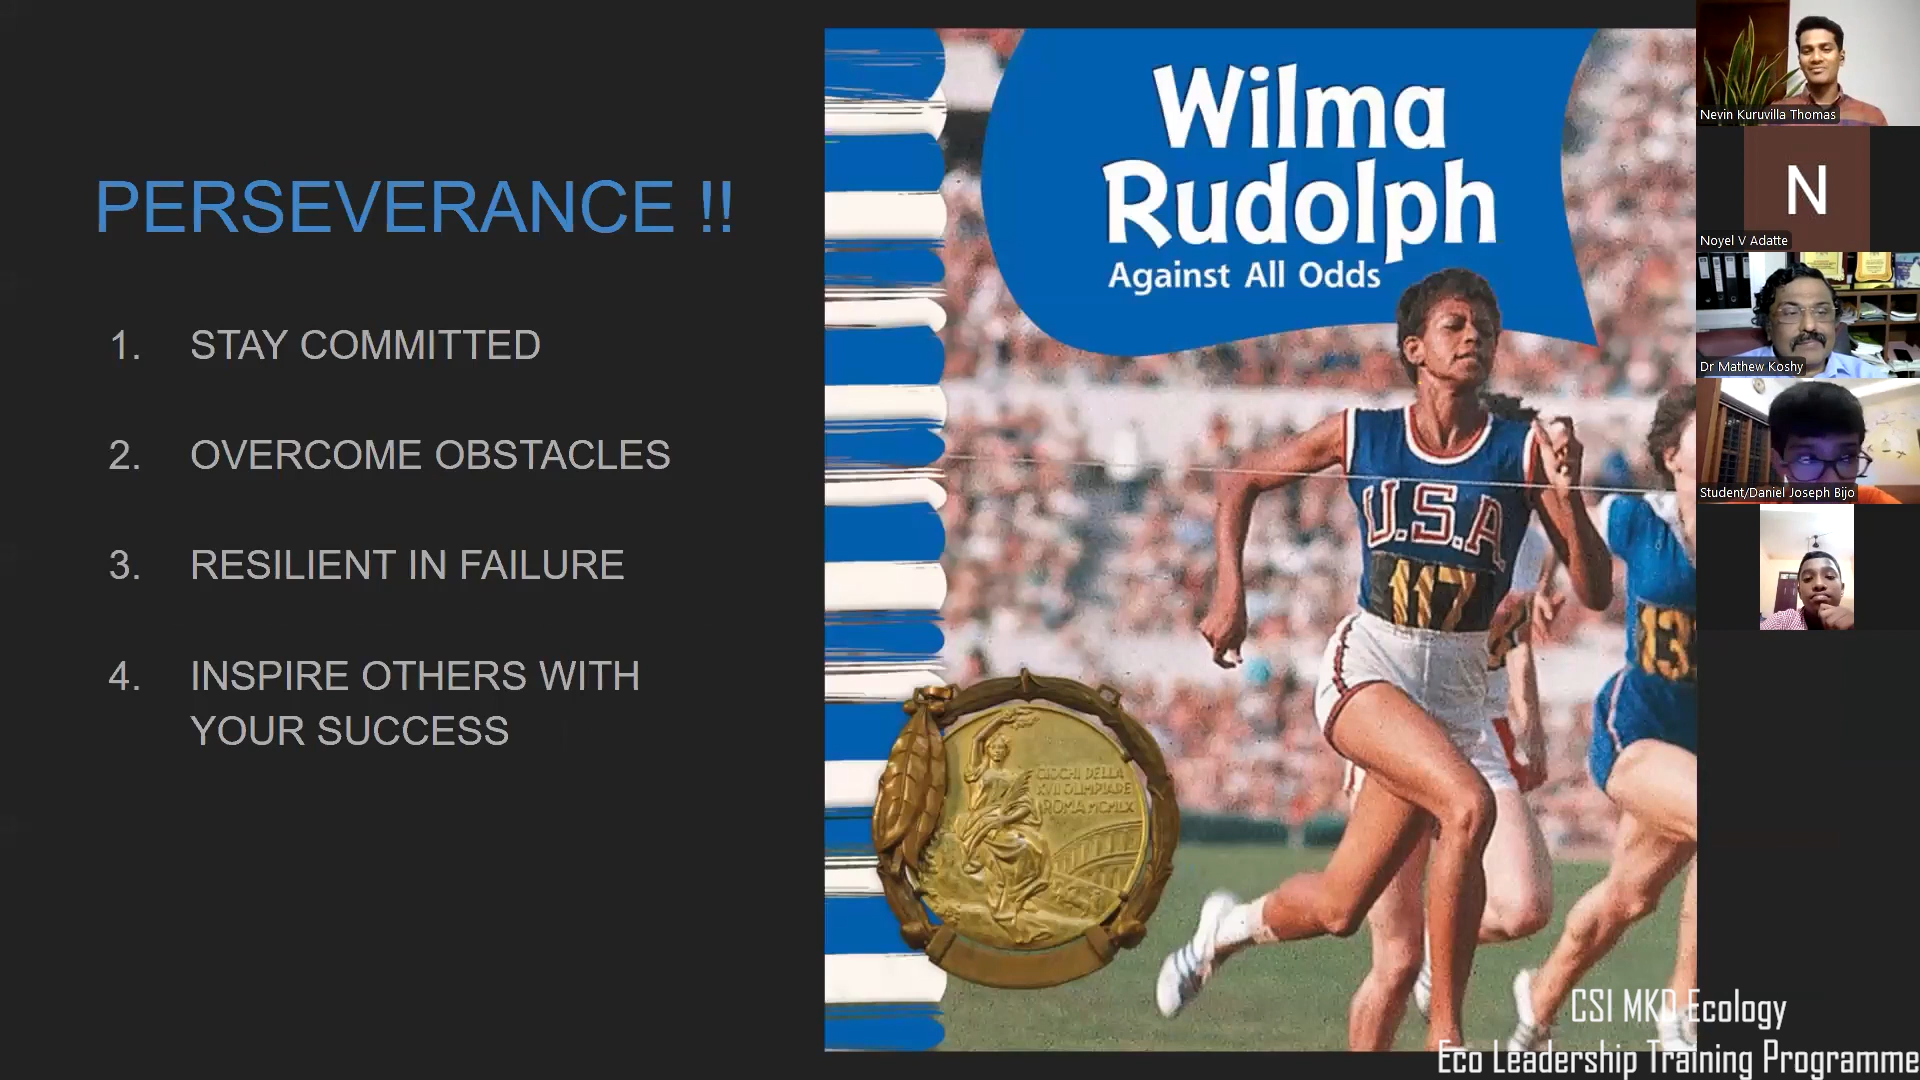 PERSEVERANCE !!
1. STAY COMMITTED
2. OVERCOME OBSTACLES
3. RESILIENT IN FAILURE
4. INSPIRE OTHERS WITH
YOUR SUCCESS
Wilma
Rudolph
Against All Odds
U.S.A
117
13
GIOCHI DELLA
XVII OLIMPIADE
ROMA MCMLX
Nevin Kuruvilla Thomas
N
Noyel V Adatte
Dr Mathew Koshy
Student/Daniel Joseph Bijo
CSI MKD Ecology
Eco Leadership Training Programme